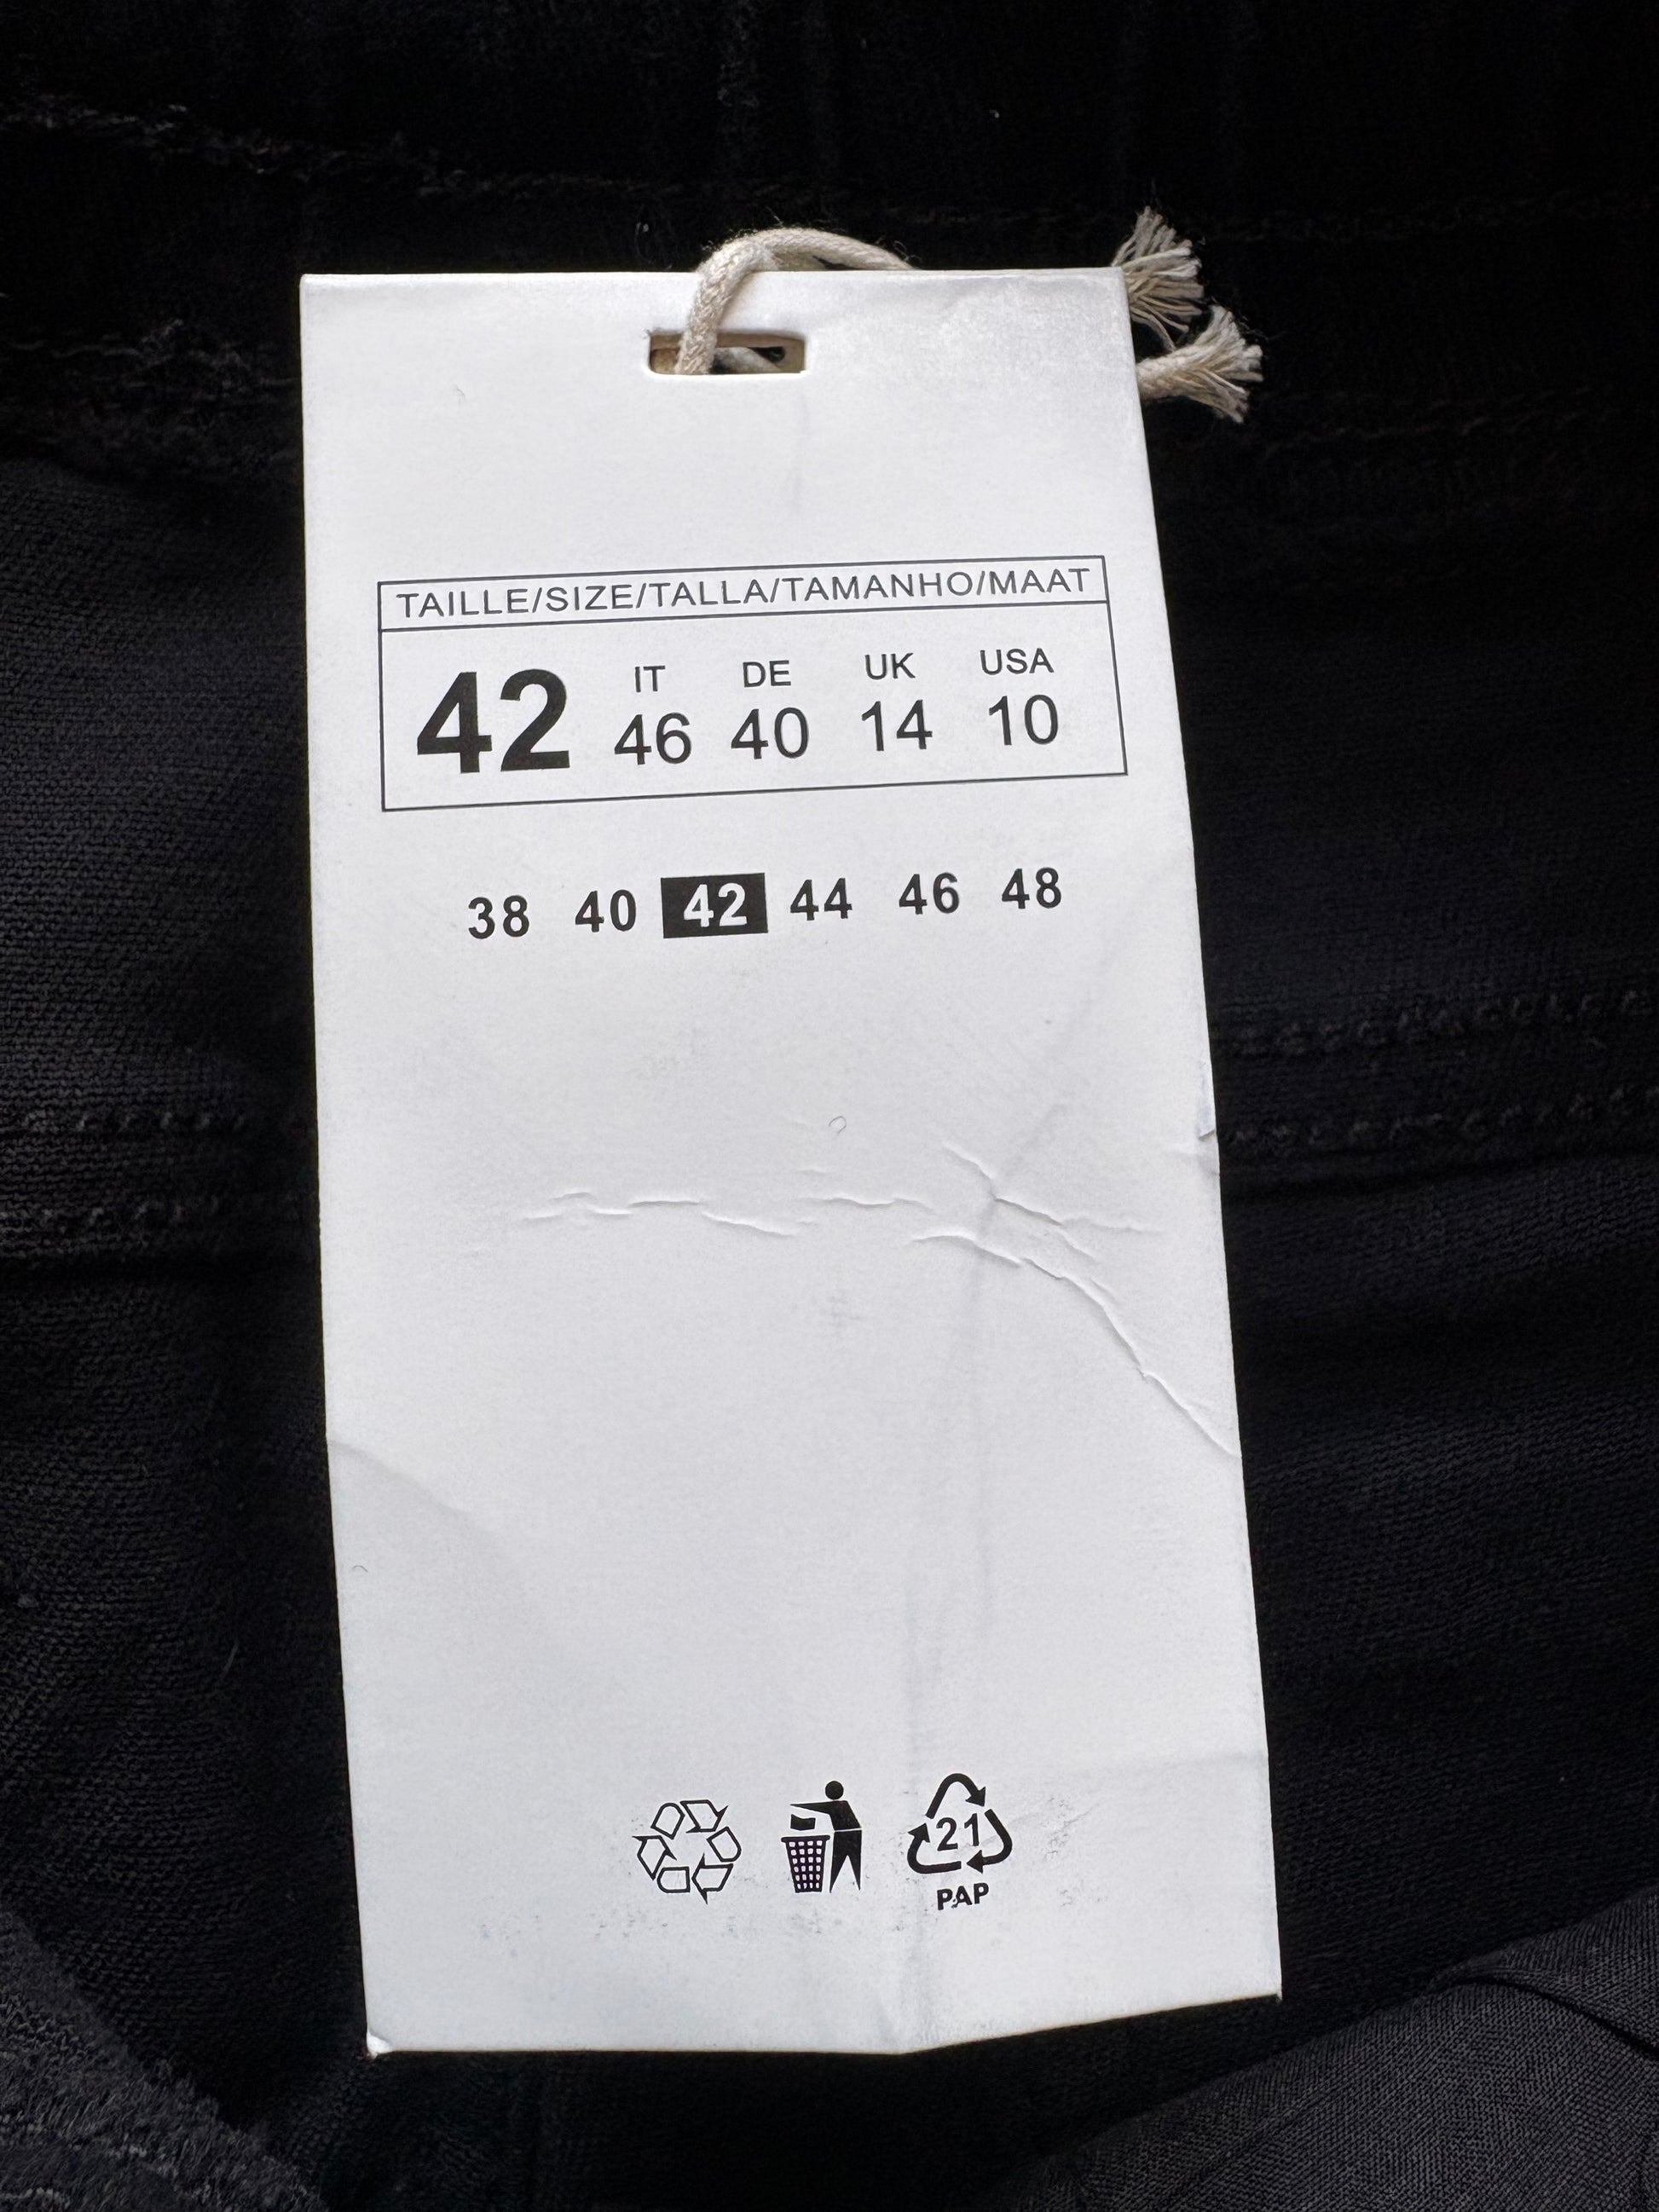 TAILLE/SIZE/TALLA/TAMANHO/MAAT
IT DE UK USA
42 46 40 14 10
38 40 42 44 46 48
21
PAP